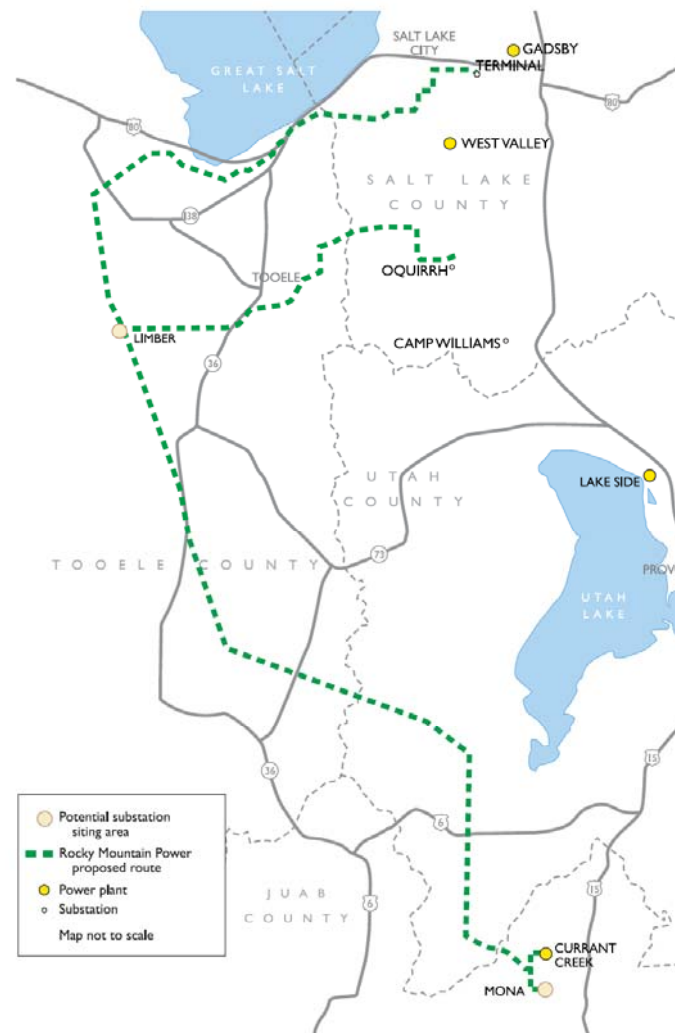 SALT LAKE
CITY
GADSBY
TERMINAL
GREAT SALT
LAKE
80
80
WEST VALLEY
SALT LAKE
COUNTY
138
TOOELE
OQUIRRH
LIMBER
CAMP WILLIAMS
36
UTAH
COUNTY
LAKE SIDE
TOOELE COUNTY
73
PROV
UTAH
LAKE
15
36
6
Potential substation
siting area
Rocky Mountain Power
proposed route
Power plant
Substation
Map not to scale
JUAB
COUNTY
6
15
CURRANT
CREEK
MONA